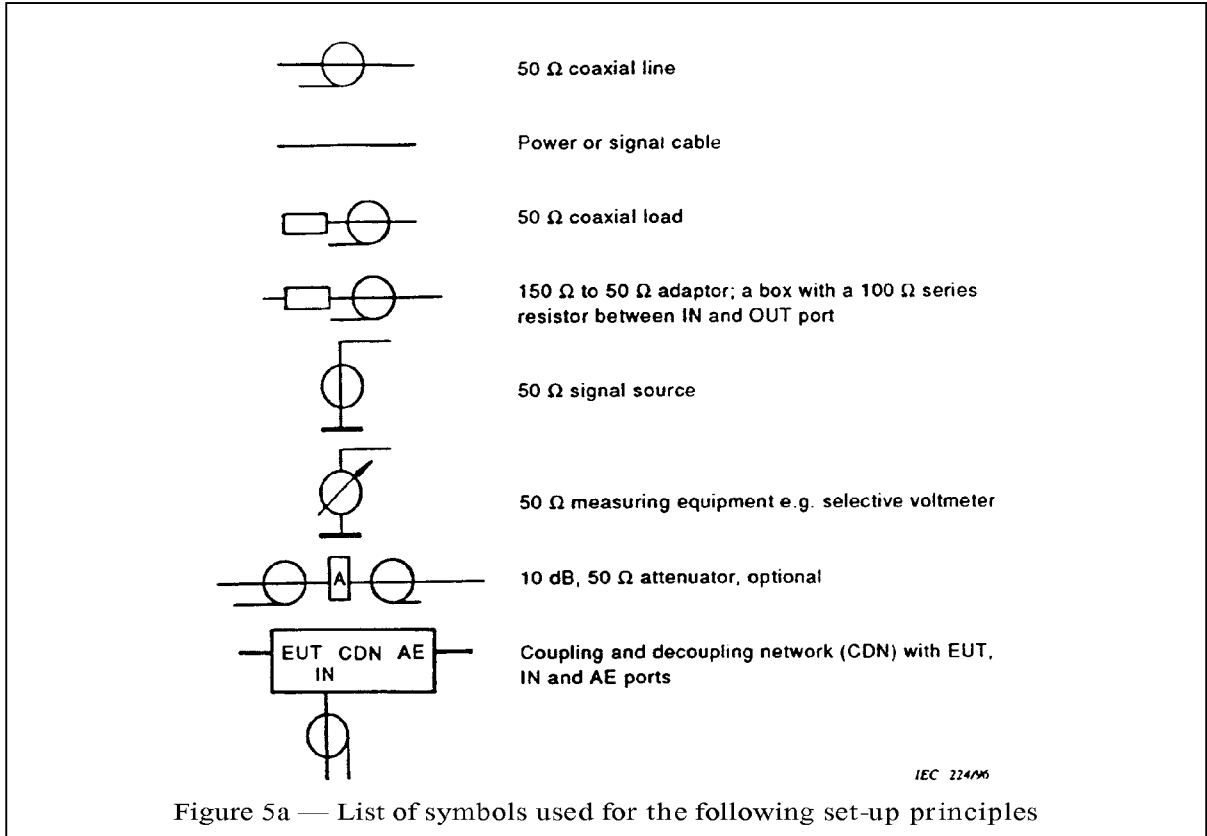 50 Ω coaxial line
Power or signal cable
50 Ω coaxial load
150 Ω to 50 Ω adaptor; a box with a 100 Ω series
resistor between IN and OUT port
50 Ω signal source
50 Ω measuring equipment e.g. selective voltmeter
A
10 dB, 50 Ω attenuator, optional
EUT CDN AE
IN
Coupling and decoupling network (CDN) with EUT,
IN and AE ports
IEC 224/96
Figure 5a — List of symbols used for the following set-up principles